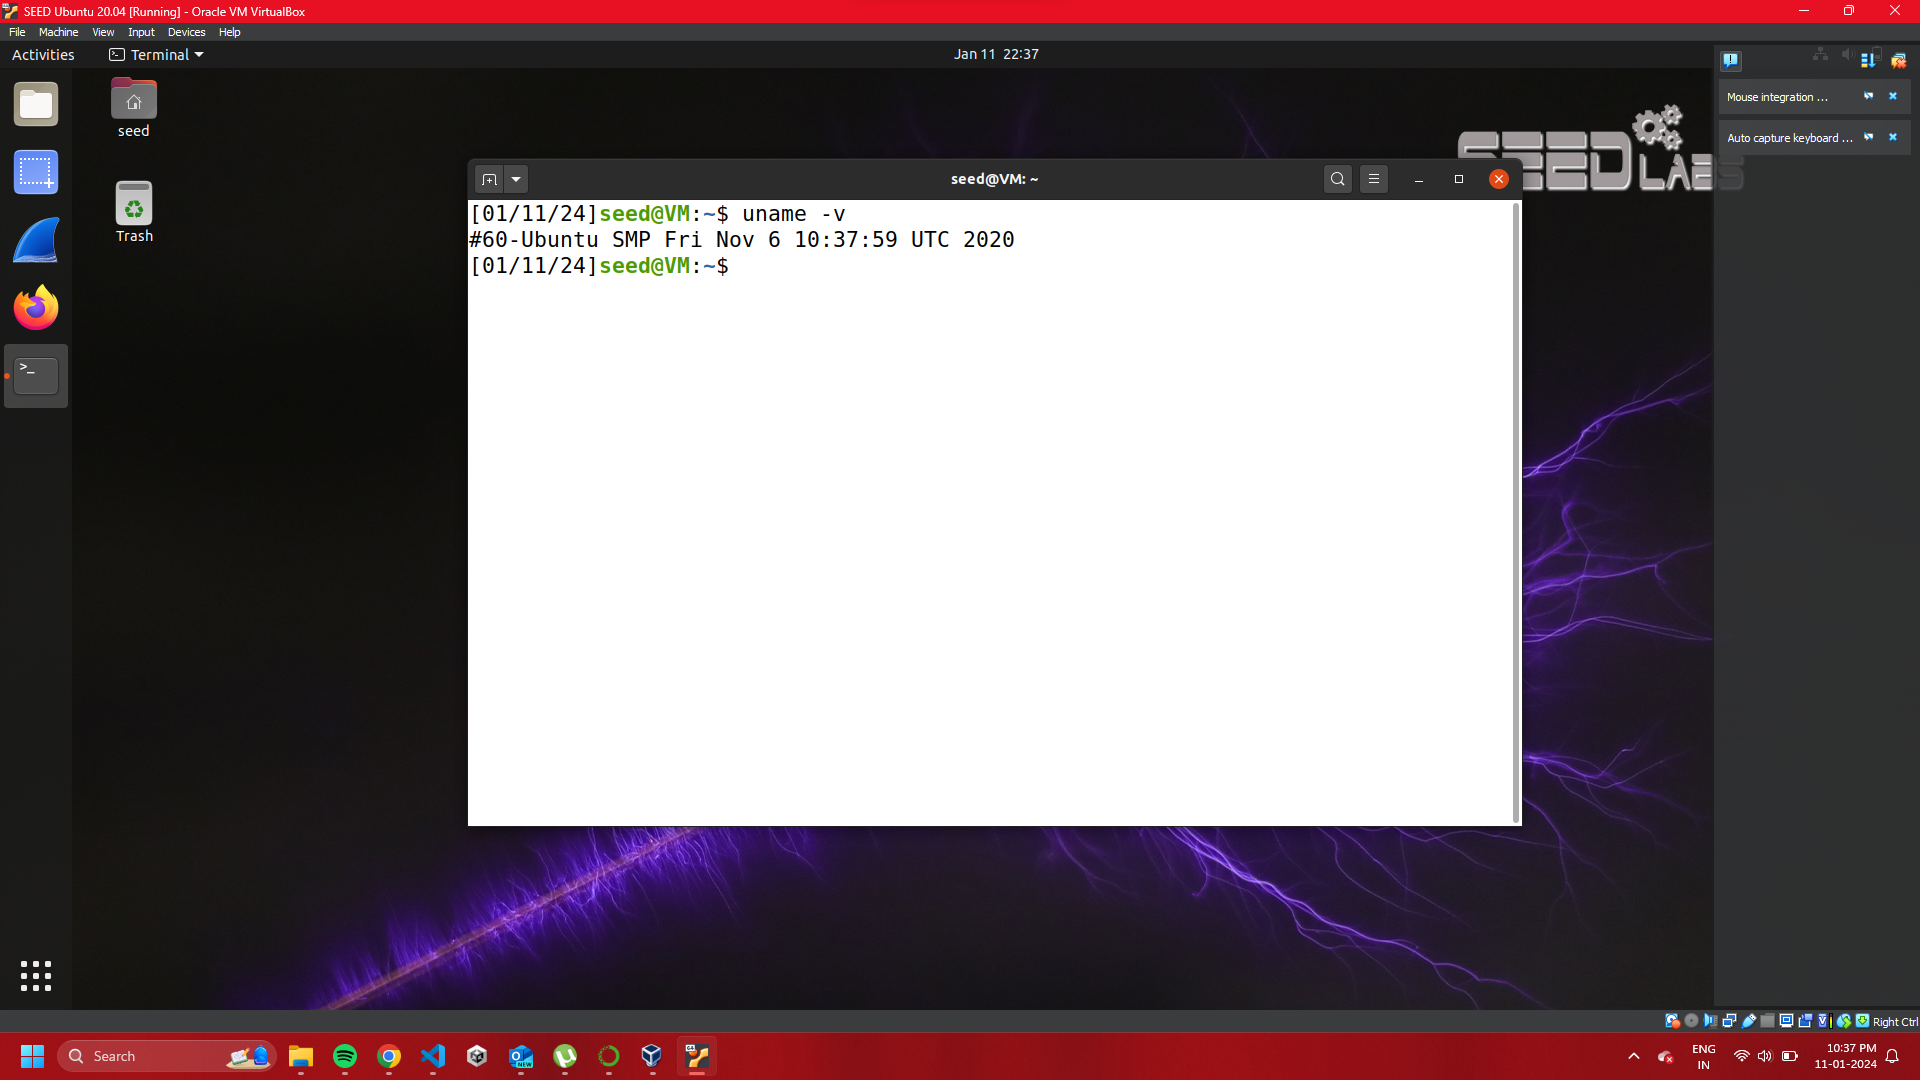 SEED Ubuntu 20.04 [Running] - Oracle VM VirtualBox
File Machine View Input Devices Help
Activities Terminal Jan 11 22:37
seed
Trash
SEED LABS
Mouse integration ...
Auto capture keyboard ...
seed@VM: ~
[01/11/24]seed@VM:~$ uname -v
#60-Ubuntu SMP Fri Nov 6 10:37:59 UTC 2020
[01/11/24]seed@VM:~$
Right Ctrl
Search
NEW
ENG
IN
10:37 PM
11-01-2024